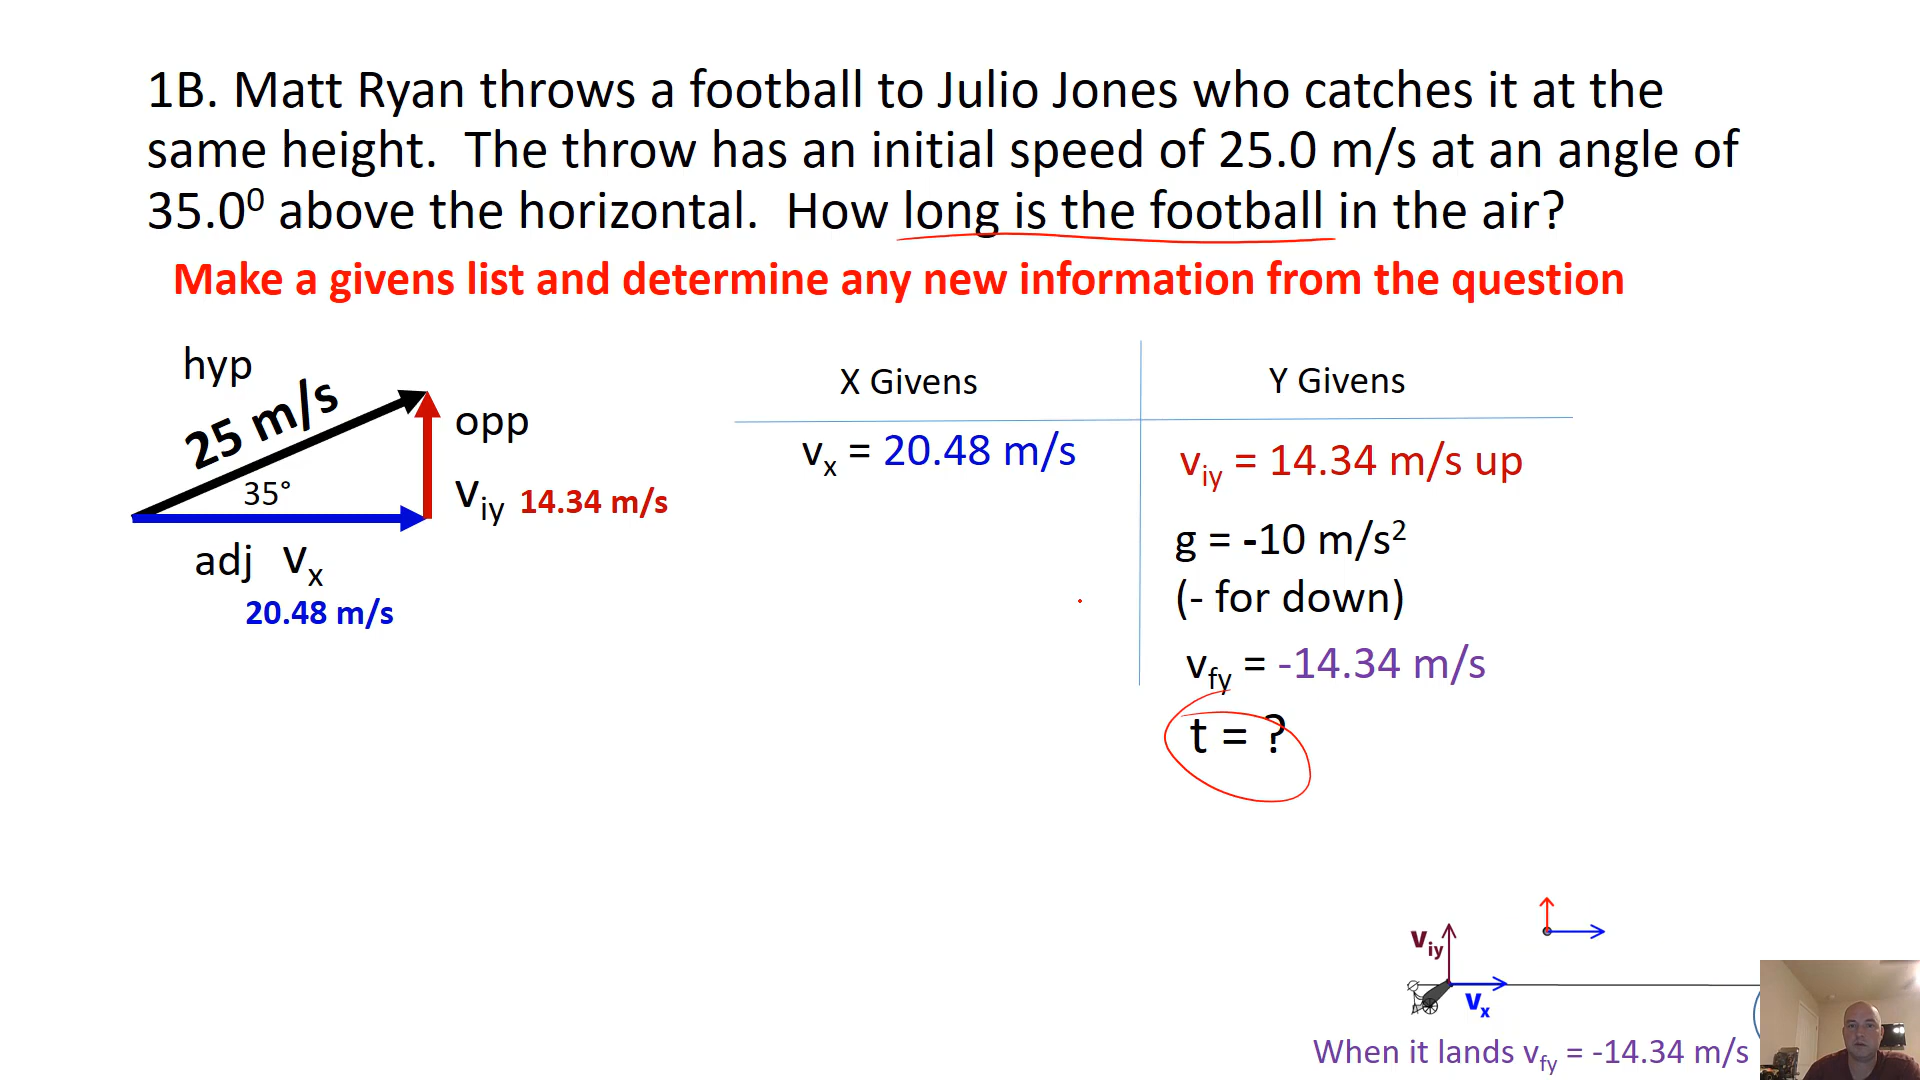 1B. Matt Ryan throws a football to Julio Jones who catches it at the
same height.  The throw has an initial speed of 25.0 m/s at an angle of
35.0⁰ above the horizontal.  How long is the football in the air?
Make a givens list and determine any new information from the question
hyp
25 m/s
opp
35°
viy 14.34 m/s
adj vx
20.48 m/s
X Givens
Y Givens
vx = 20.48 m/s
viy = 14.34 m/s up
g = -10 m/s²
(- for down)
vfy = -14.34 m/s
t = ?
viy
vx
When it lands vfy = -14.34 m/s